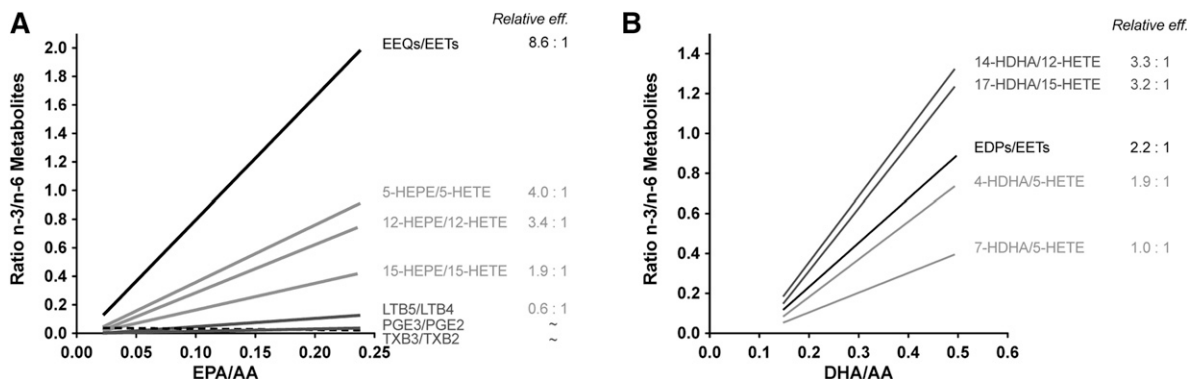 A
Relative eff.
EEQs/EETs 8.6 : 1
5-HEPE/5-HETE 4.0 : 1
12-HEPE/12-HETE 3.4 : 1
15-HEPE/15-HETE 1.9 : 1
LTB5/LTB4 0.6 : 1
PGE3/PGE2 ~
TXB3/TXB2 ~
Ratio n-3/n-6 Metabolites
2.0
1.8
1.6
1.4
1.2
1.0
0.8
0.6
0.4
0.2
0.0
0.00 0.05 0.10 0.15 0.20 0.25
EPA/AA
B
Relative eff.
14-HDHA/12-HETE 3.3 : 1
17-HDHA/15-HETE 3.2 : 1
EDPs/EETs 2.2 : 1
4-HDHA/5-HETE 1.9 : 1
7-HDHA/5-HETE 1.0 : 1
Ratio n-3/n-6 Metabolites
1.4
1.2
1.0
0.8
0.6
0.4
0.2
0.0
0.0 0.1 0.2 0.3 0.4 0.5 0.6
DHA/AA